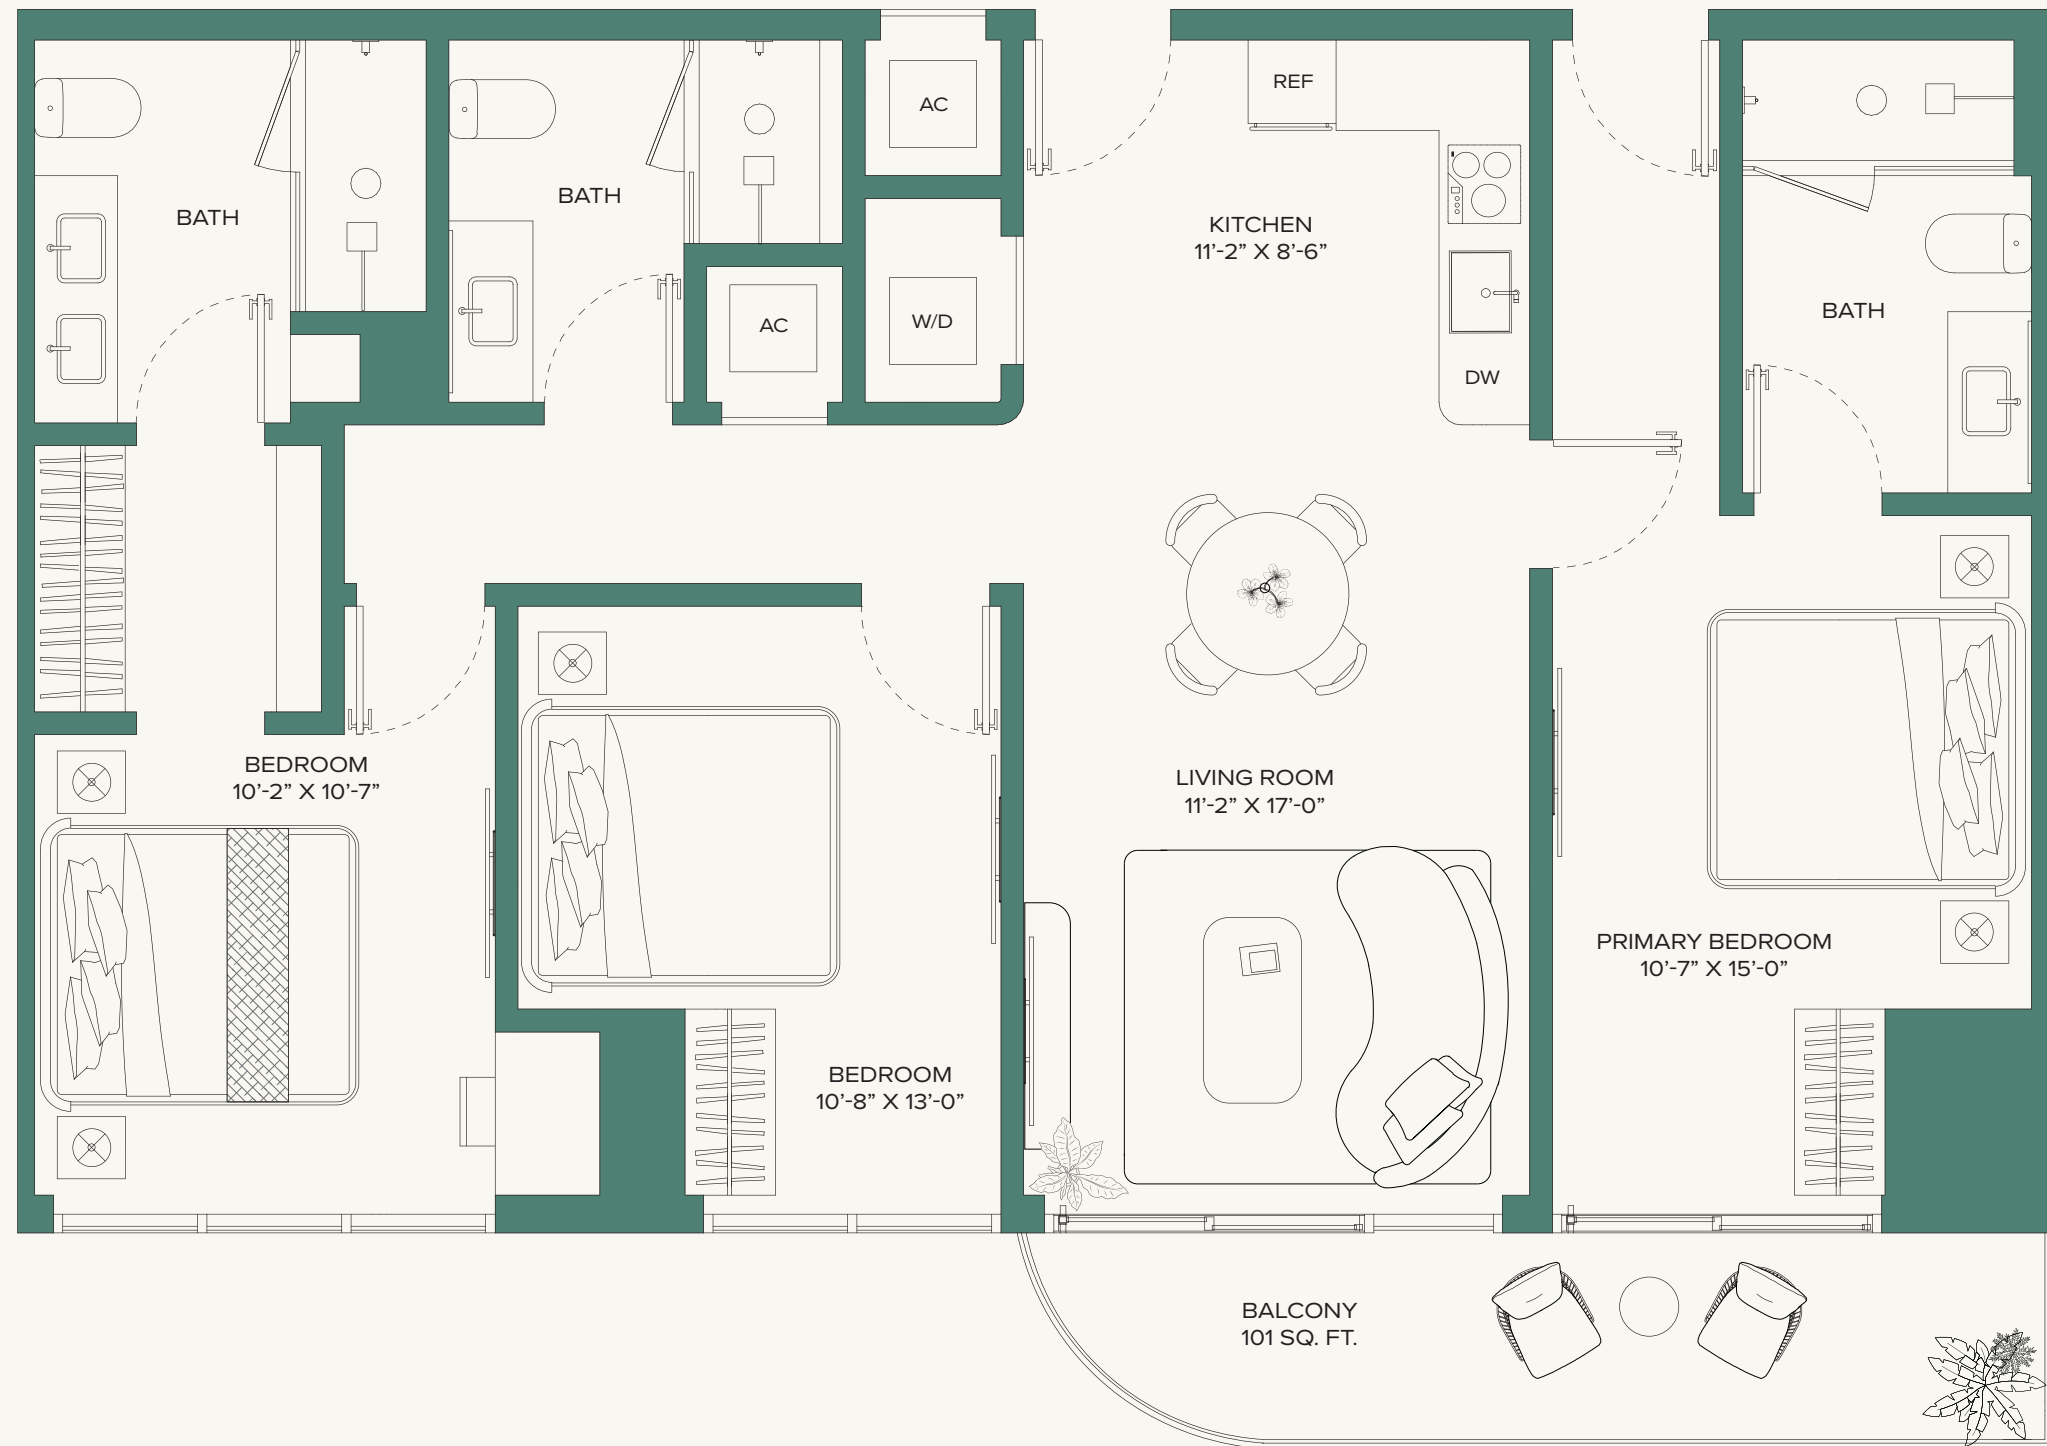 REF
AC
BATH
BATH
KITCHEN
11’-2” X 8’-6”
BATH
AC
W/D
DW
BEDROOM
10’-2” X 10’-7”
LIVING ROOM
11’-2” X 17’-0”
PRIMARY BEDROOM
10’-7” X 15’-0”
BEDROOM
10’-8” X 13’-0”
BALCONY
101 SQ. FT.